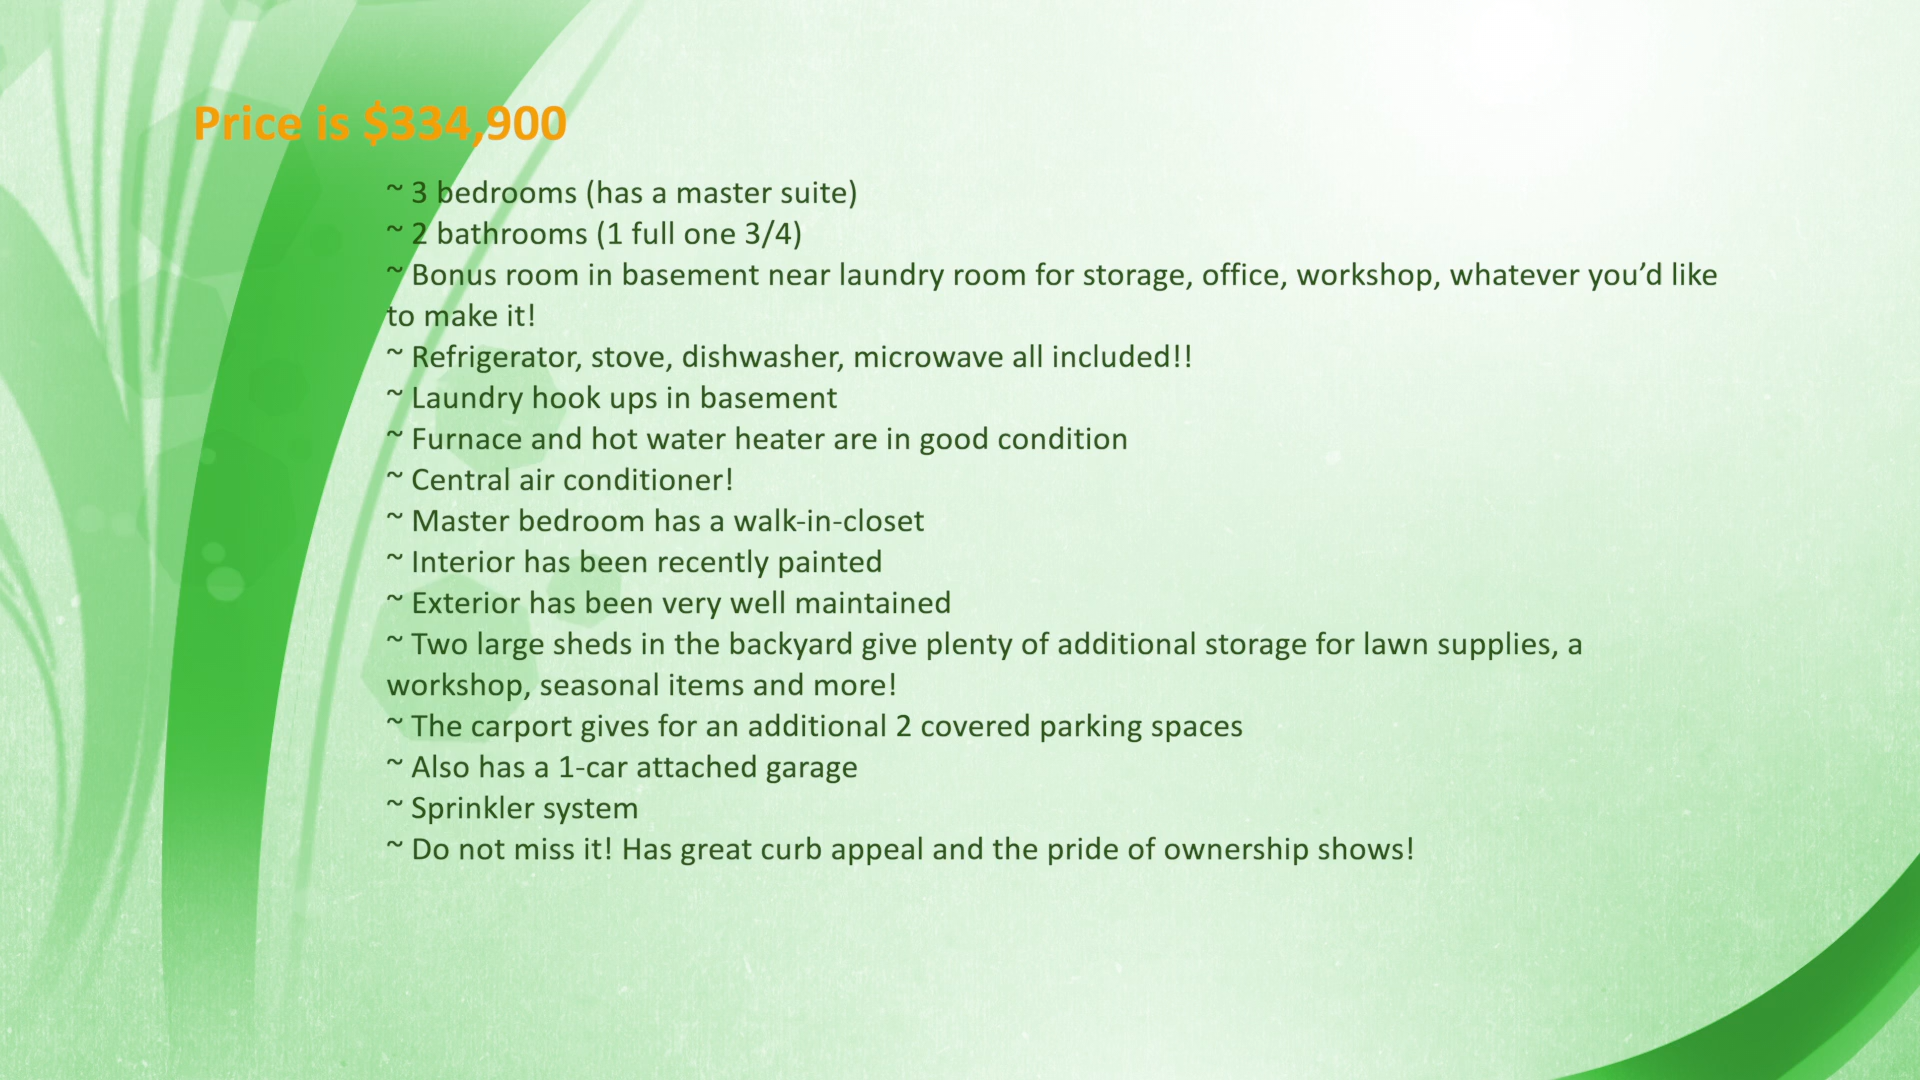 Price is $334,900
~ 3 bedrooms (has a master suite)
~ 2 bathrooms (1 full one 3/4)
~ Bonus room in basement near laundry room for storage, office, workshop, whatever you’d like
to make it!
~ Refrigerator, stove, dishwasher, microwave all included!!
~ Laundry hook ups in basement
~ Furnace and hot water heater are in good condition
~ Central air conditioner!
~ Master bedroom has a walk-in-closet
~ Interior has been recently painted
~ Exterior has been very well maintained
~ Two large sheds in the backyard give plenty of additional storage for lawn supplies, a
workshop, seasonal items and more!
~ The carport gives for an additional 2 covered parking spaces
~ Also has a 1-car attached garage
~ Sprinkler system
~ Do not miss it! Has great curb appeal and the pride of ownership shows!